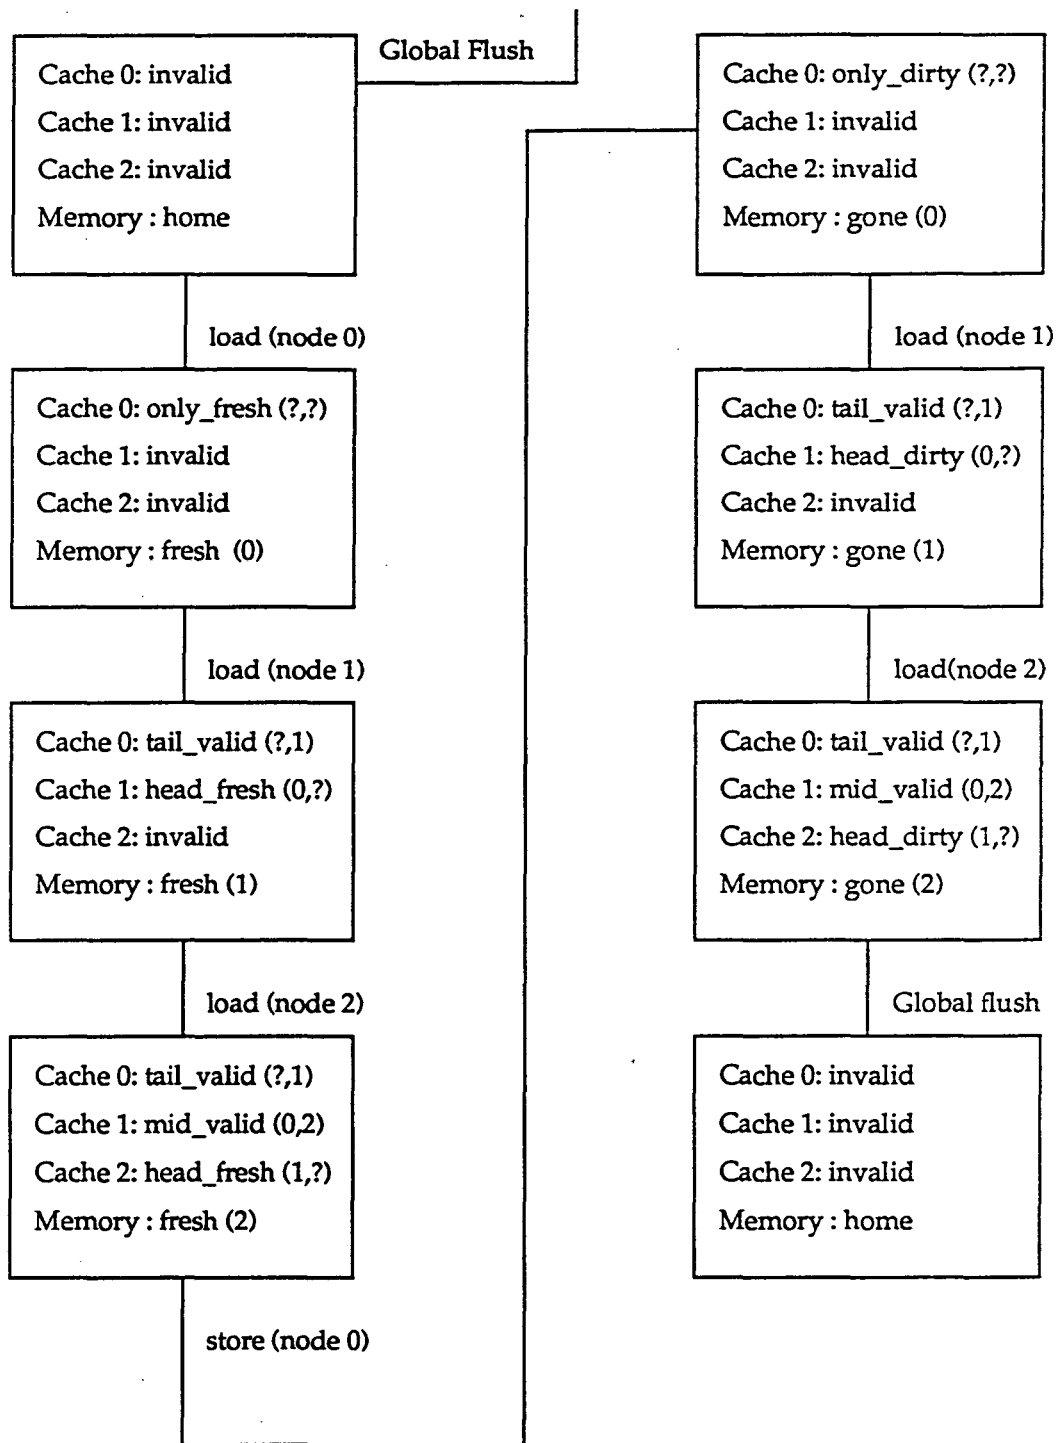 Global Flush
Cache 0: invalid
Cache 1: invalid
Cache 2: invalid
Memory : home
load (node 0)
Cache 0: only_fresh (?,?)
Cache 1: invalid
Cache 2: invalid
Memory : fresh (0)
load (node 1)
Cache 0: tail_valid (?,1)
Cache 1: head_fresh (0,?)
Cache 2: invalid
Memory : fresh (1)
load (node 2)
Cache 0: tail_valid (?,1)
Cache 1: mid_valid (0,2)
Cache 2: head_fresh (1,?)
Memory : fresh (2)
store (node 0)
Cache 0: only_dirty (?,?)
Cache 1: invalid
Cache 2: invalid
Memory : gone (0)
load (node 1)
Cache 0: tail_valid (?,1)
Cache 1: head_dirty (0,?)
Cache 2: invalid
Memory : gone (1)
load(node 2)
Cache 0: tail_valid (?,1)
Cache 1: mid_valid (0,2)
Cache 2: head_dirty (1,?)
Memory : gone (2)
Global flush
Cache 0: invalid
Cache 1: invalid
Cache 2: invalid
Memory : home